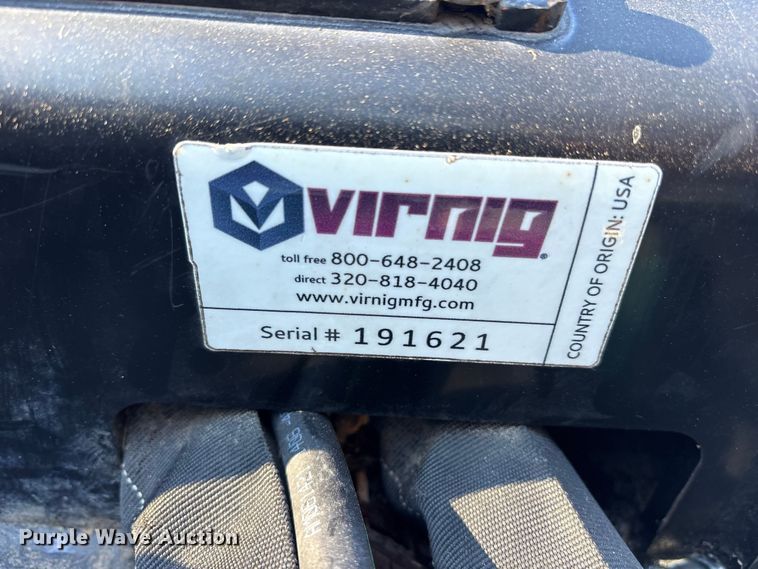 virnig®
toll free 800-648-2408
direct 320-818-4040
www.virnigmfg.com
Serial # 191621
COUNTRY OF ORIGIN: USA
Purple Wave Auction®